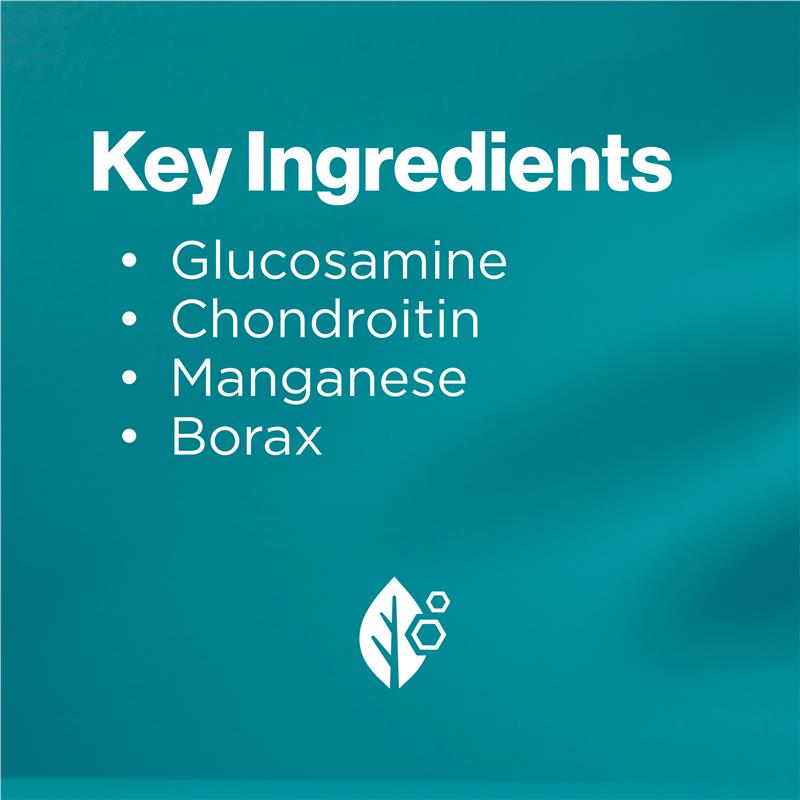 Key Ingredients
• Glucosamine
• Chondroitin
• Manganese
• Borax